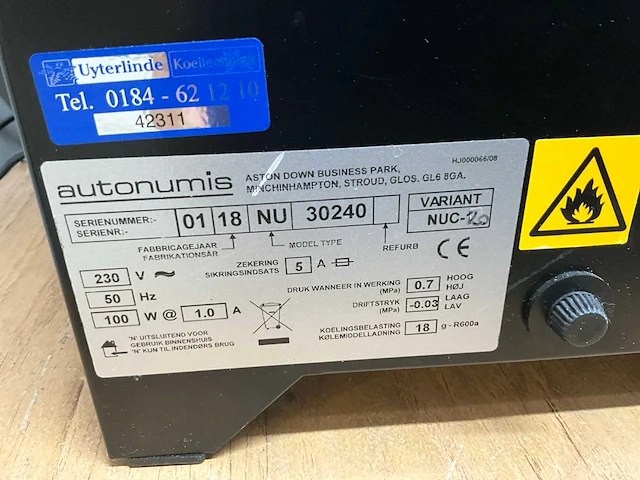 Uyterlinde Koeltechniek
Tel. 0184 - 62 12 10
42311
HJ000066/08
autonumis
ASTON DOWN BUSINESS PARK,
MINCHINHAMPTON, STROUD, GLOS. GL6 8GA.
SERIENUMMER:-
SERIENR:-
01 18 NU 30240
VARIANT
FABBRICAGEJAAR
FABRIKATIONSÅR
MODEL TYPE
REFURB
CE
230 V
50 Hz
100 W @ 1.0 A
ZEKERING
SIKRINGSINDSATS
5 A
DRUK WANNEER IN WERKING
(MPa)
0.7 HOOG
HØJ
DRIFTSTRYK
(MPa)
-0.03 LAAG
LAV
KOELINGSBELASTING
KØLEMIDDELLADNING
18 g - R600a
'N' UITSLUITEND VOOR
GEBRUIK BINNENSHUIS
'N' KUN TIL INDENDØRS BRUG